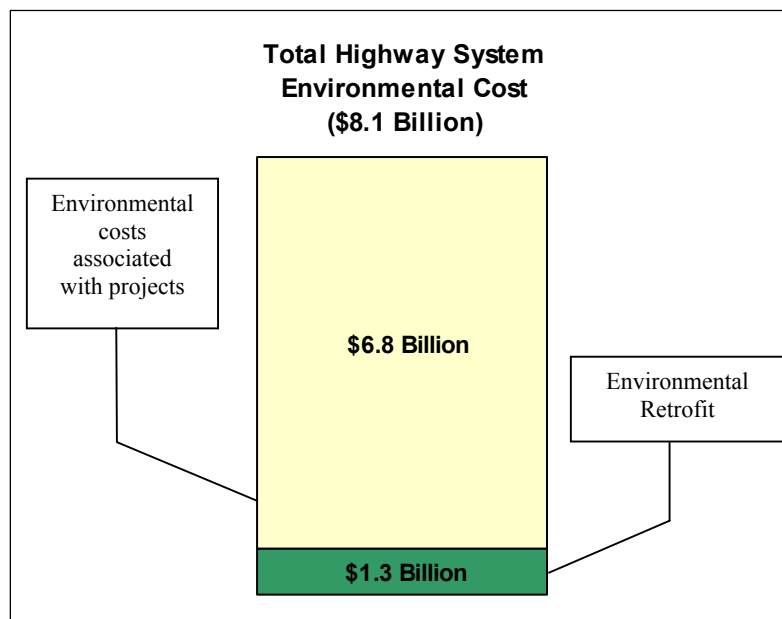 Total Highway System
Environmental Cost
($8.1 Billion)
Environmental
costs
associated
with projects
$6.8 Billion
Environmental
Retrofit
$1.3 Billion